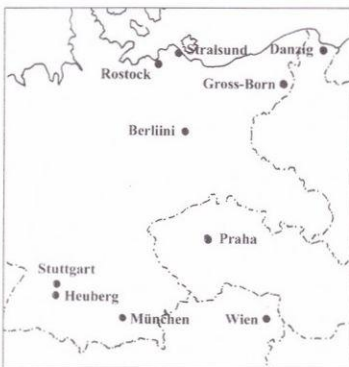 Stralsund
Danzig
Rostock
Gross-Born
Berliini
Praha
Stuttgart
Heuberg
München
Wien